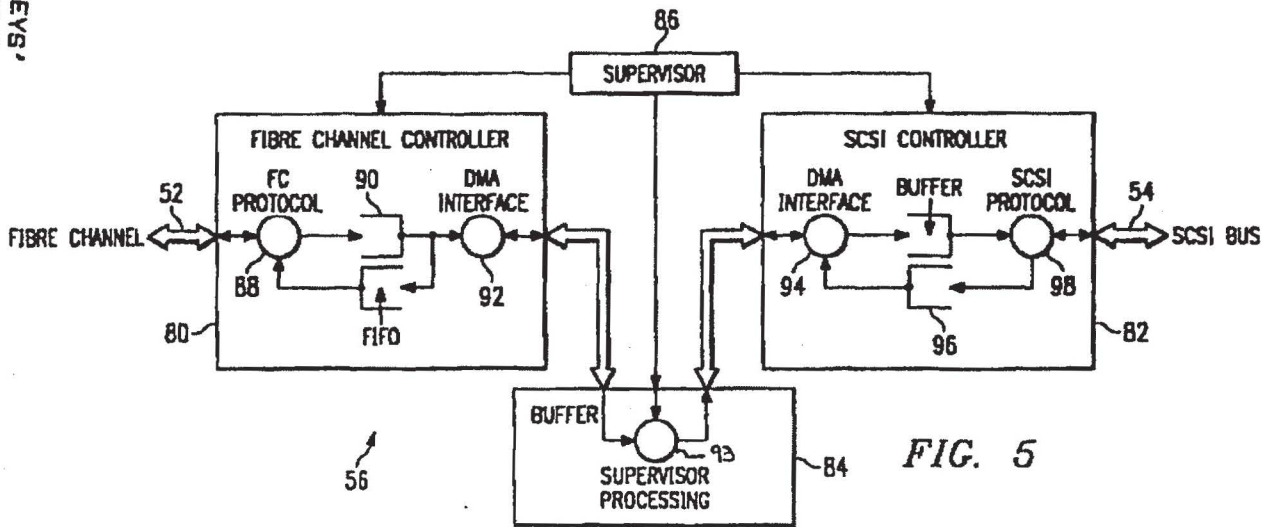 EYS,
86
SUPERVISOR
FIBRE CHANNEL CONTROLLER
FC
PROTOCOL
90
DMA
INTERFACE
52
FIBRE CHANNEL
88
FIFO
92
80
SCSI CONTROLLER
DMA
INTERFACE
BUFFER
SCSI
PROTOCOL
54
SCSI BUS
94
98
96
82
BUFFER
93
SUPERVISOR
PROCESSING
84
56
FIG. 5